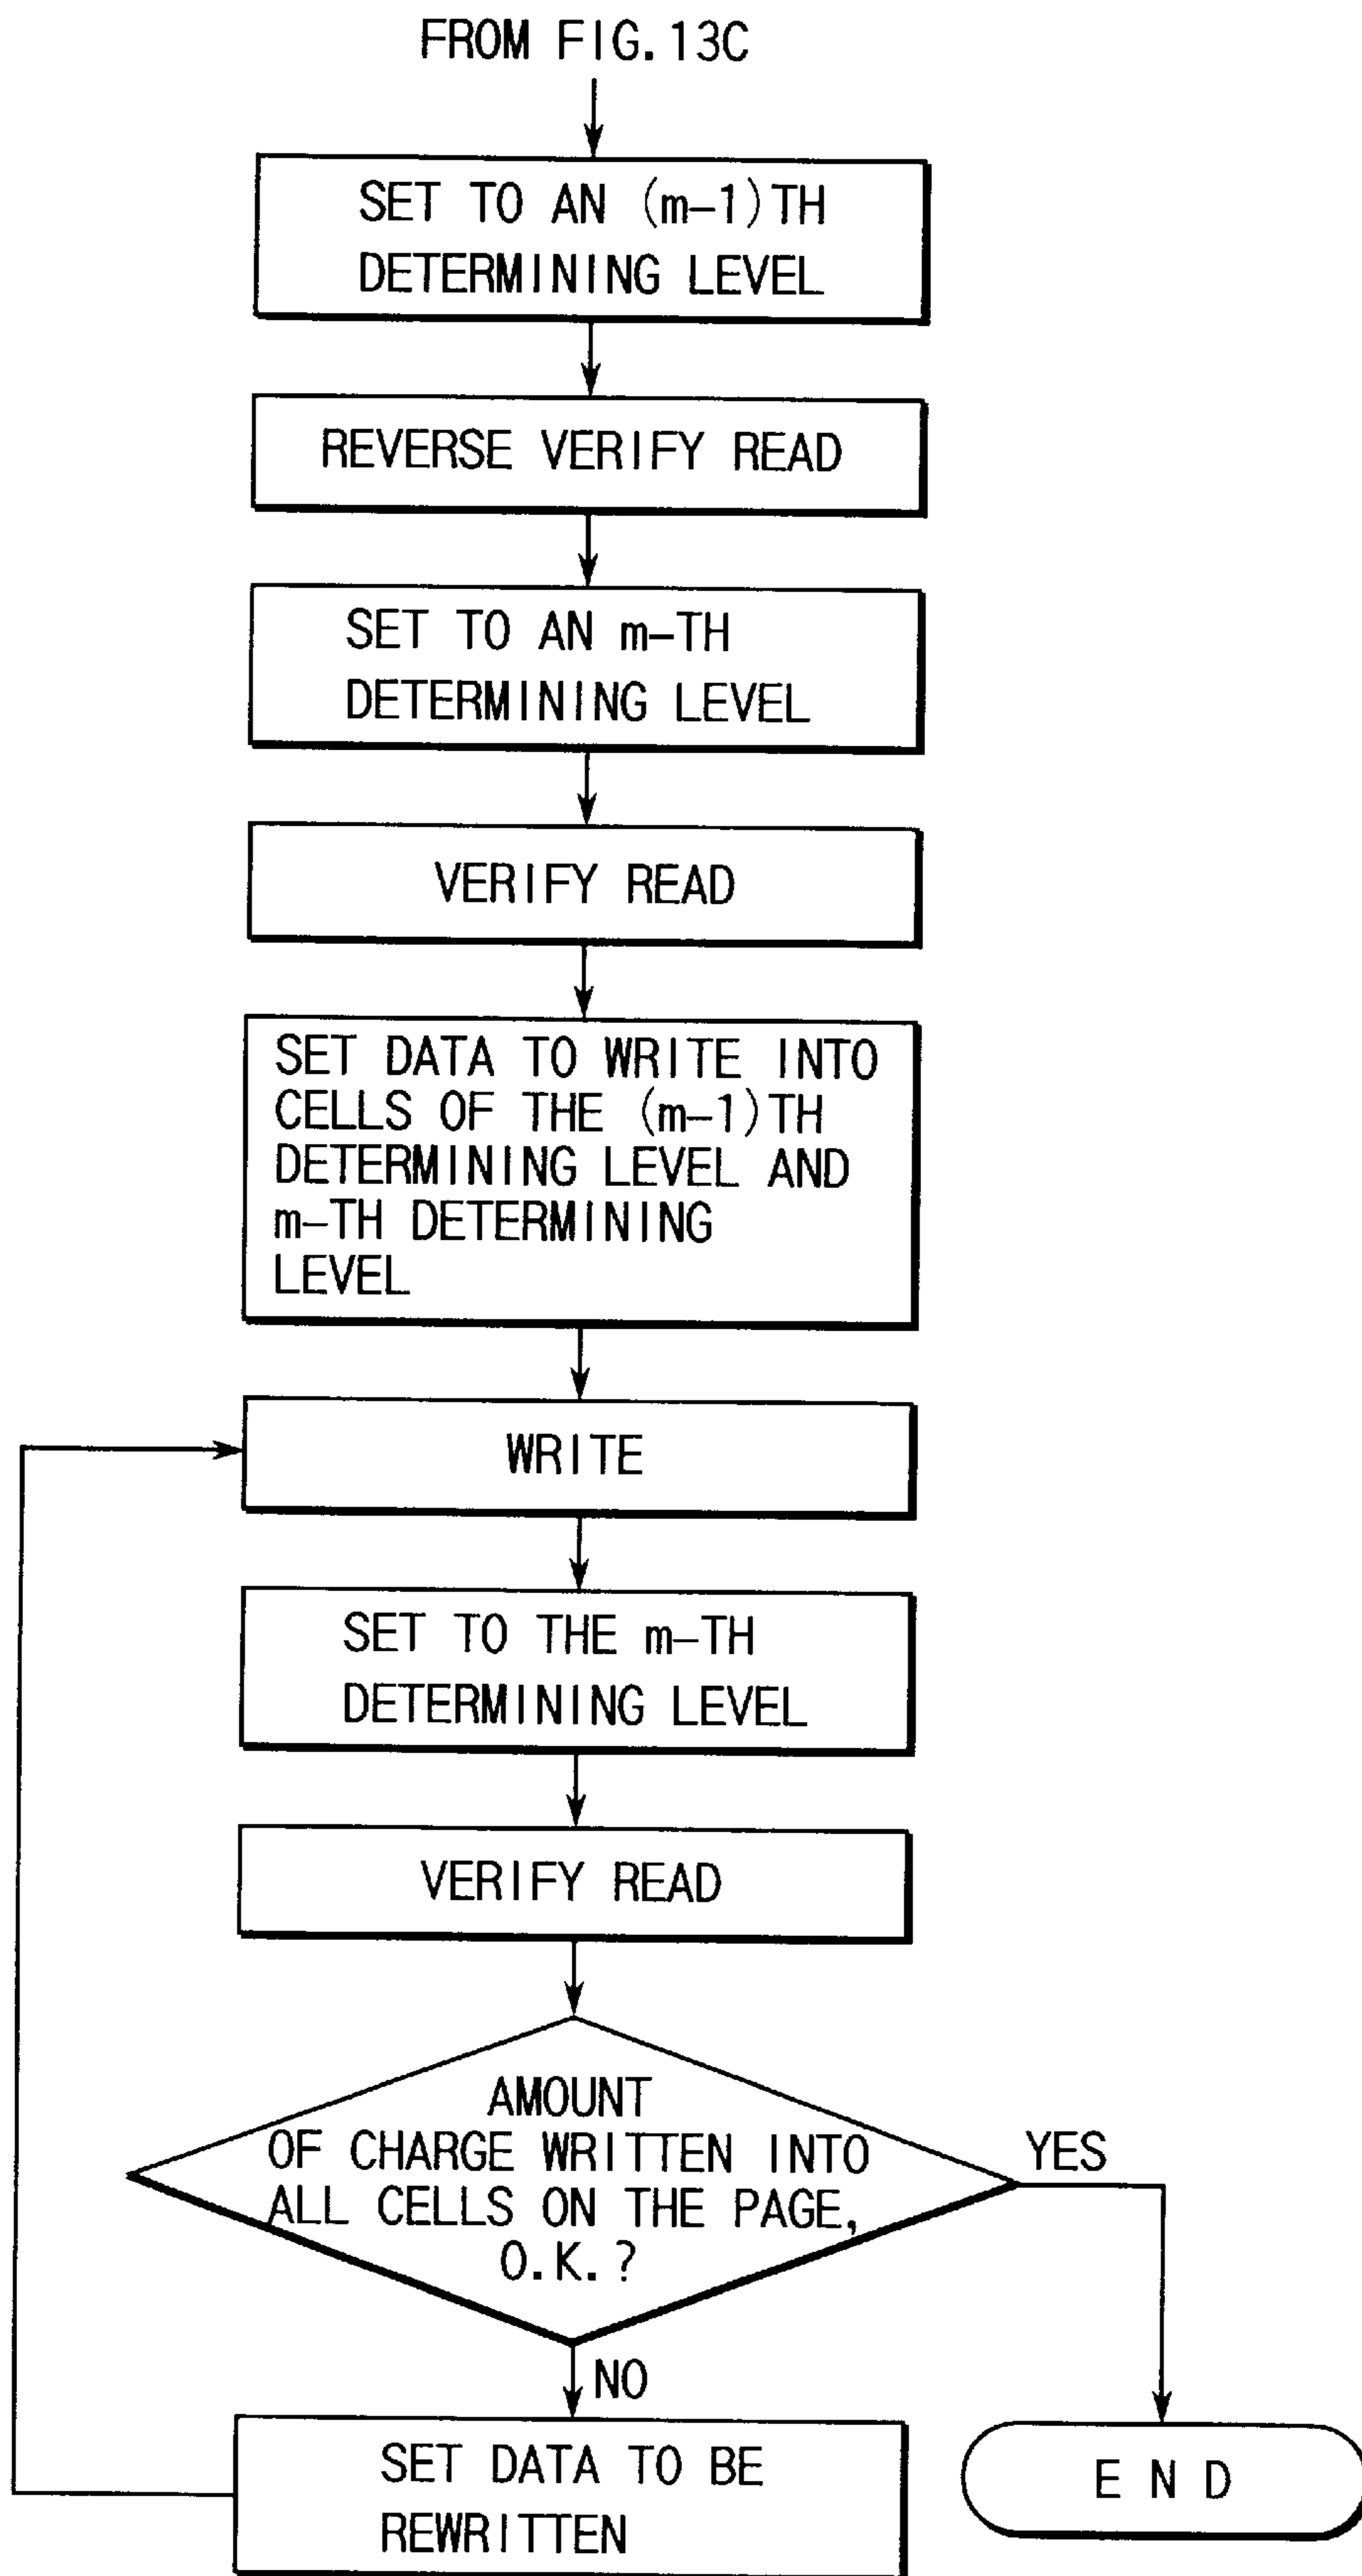 FROM FIG.13C
SET TO AN (m-1)TH
DETERMINING LEVEL
REVERSE VERIFY READ
SET TO AN m-TH
DETERMINING LEVEL
VERIFY READ
SET DATA TO WRITE INTO
CELLS OF THE (m-1)TH
DETERMINING LEVEL AND
m-TH DETERMINING
LEVEL
WRITE
SET TO THE m-TH
DETERMINING LEVEL
VERIFY READ
AMOUNT
OF CHARGE WRITTEN INTO
ALL CELLS ON THE PAGE,
O.K.?
YES
NO
SET DATA TO BE
REWRITTEN
END